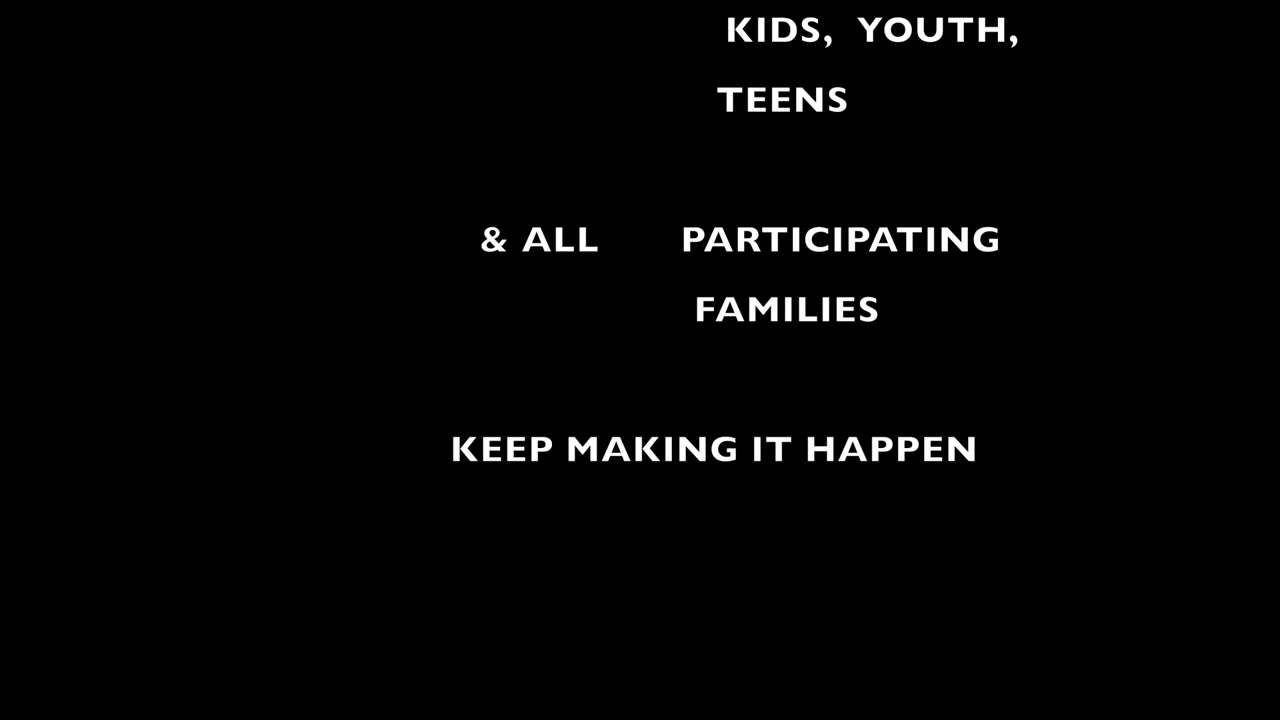 KIDS, YOUTH,
TEENS
& ALL PARTICIPATING
FAMILIES
KEEP MAKING IT HAPPEN